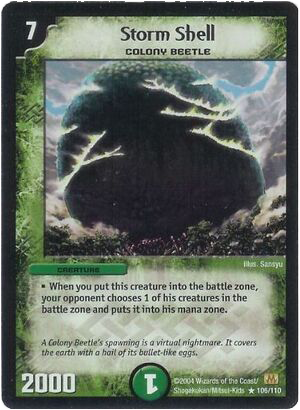 7
Storm Shell
COLONY BEETLE
Illus. Sansyu
CREATURE
• When you put this creature into the battle zone,
your opponent chooses 1 of his creatures in the
battle zone and puts it into his mana zone.
A Colony Beetle's spawning is a virtual nightmare. It covers
the earth with a hail of its bullet-like eggs.
2000
1
©2004 Wizards of the Coast/
Shogakukan/Mitsui-Kids ★ 106/110